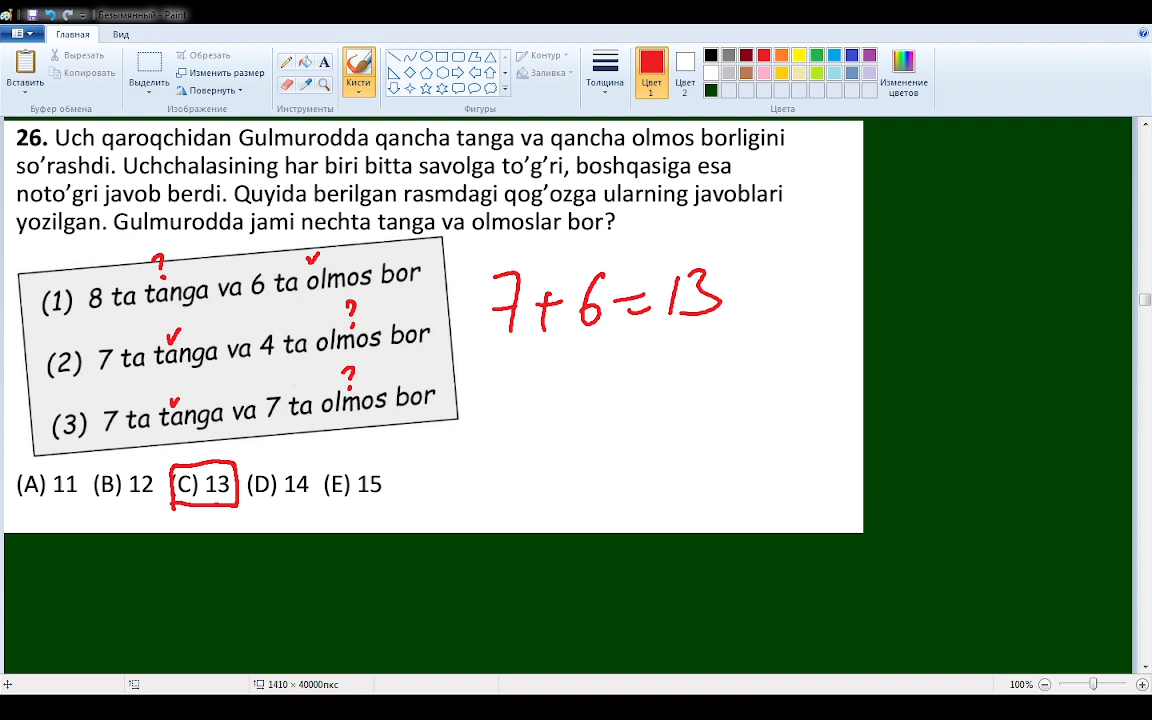 Безымянный - Paint
Главная
Вид
Вставить
Вырезать
Копировать
Буфер обмена
Выделить
Обрезать
Изменить размер
Повернуть
Изображение
A
Инструменты
Кисти
Контур
Заливка
Фигуры
Толщина
Цвет 1
Цвет 2
Изменение цветов
Цвета
26. Uch qaroqchidan Gulmurodda qancha tanga va qancha olmos borligini
so’rashdi. Uchchalasining har biri bitta savolga to’g’ri, boshqasiga esa
noto’gri javob berdi. Quyida berilgan rasmdagi qog’ozga ularning javoblari
yozilgan. Gulmurodda jami nechta tanga va olmoslar bor?
?
(1) 8 ta tanga va 6 ta olmos bor
?
(2) 7 ta tanga va 4 ta olmos bor
?
(3) 7 ta tanga va 7 ta olmos bor
7+6=13
(A) 11 (B) 12 (C) 13 (D) 14 (E) 15
1410 × 40000пкс
100%